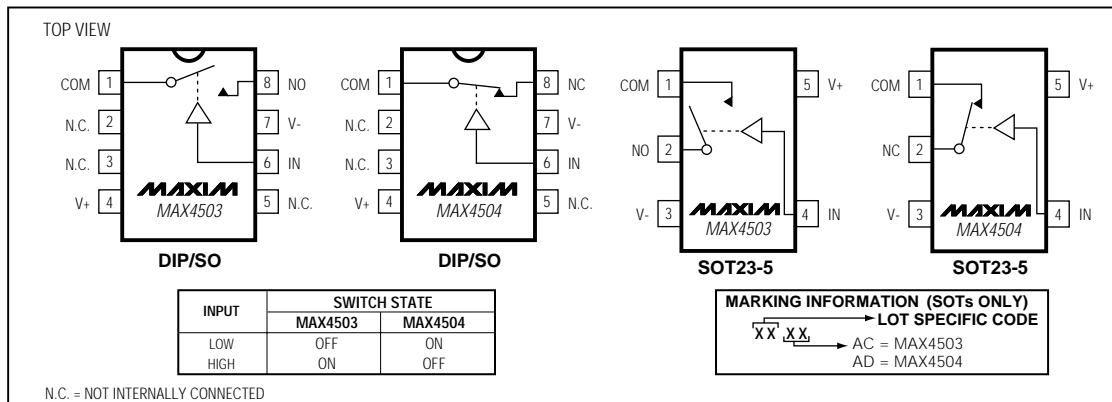 TOP VIEW
COM 1
N.C. 2
N.C. 3
V+ 4
8 NO
7 V-
6 IN
5 N.C.
MAXIM
MAX4503
DIP/SO
COM 1
N.C. 2
N.C. 3
V+ 4
8 NC
7 V-
6 IN
5 N.C.
MAXIM
MAX4504
DIP/SO
COM 1
NO 2
V- 3
5 V+
4 IN
MAXIM
MAX4503
SOT23-5
COM 1
NC 2
V- 3
5 V+
4 IN
MAXIM
MAX4504
SOT23-5
INPUT SWITCH STATE
MAX4503 MAX4504
LOW OFF ON
HIGH ON OFF
MARKING INFORMATION (SOTs ONLY)
LOT SPECIFIC CODE
XX XX
AC = MAX4503
AD = MAX4504
N.C. = NOT INTERNALLY CONNECTED